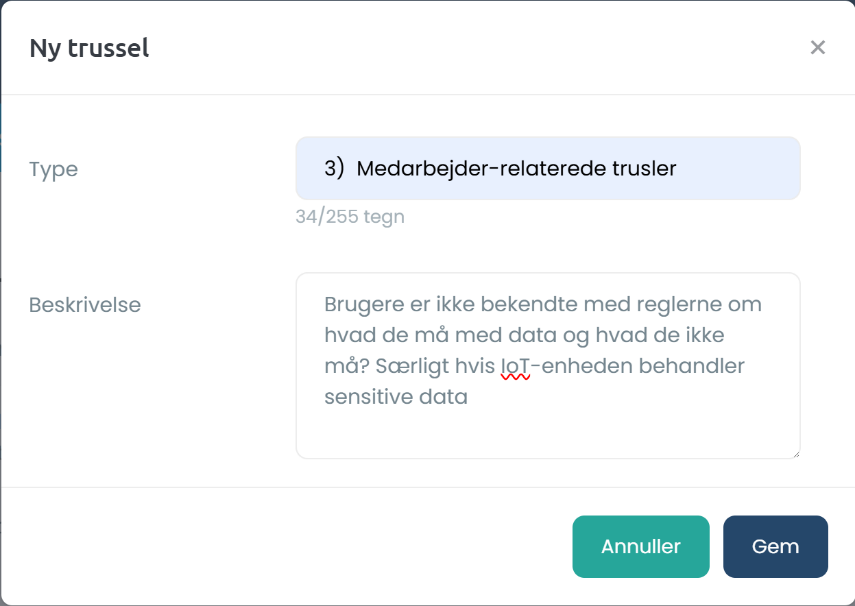 Ny trussel
×
Type
3)  Medarbejder-relaterede trusler
34/255 tegn
Beskrivelse
Brugere er ikke bekendte med reglerne om
hvad de må med data og hvad de ikke
må? Særligt hvis IoT-enheden behandler
sensitive data
Annuller
Gem